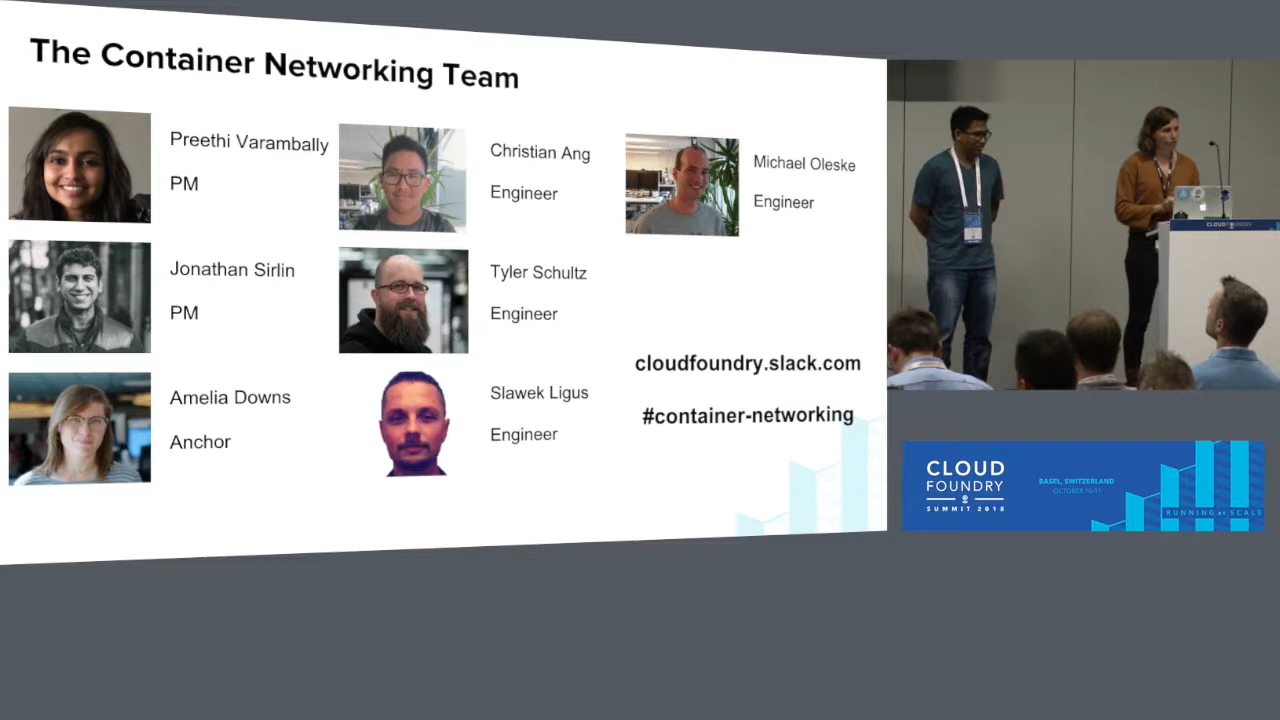 The Container Networking Team
Preethi Varambally
PM
Christian Ang
Engineer
Michael Oleske
Engineer
Jonathan Sirlin
PM
Tyler Schultz
Engineer
Amelia Downs
Anchor
Slawek Ligus
Engineer
cloudfoundry.slack.com
#container-networking
CLOUD FOUNDRY
CLOUD
FOUNDRY
SUMMIT 2018
BASEL, SWITZERLAND
OCTOBER 10-11
RUNNING at SCALE